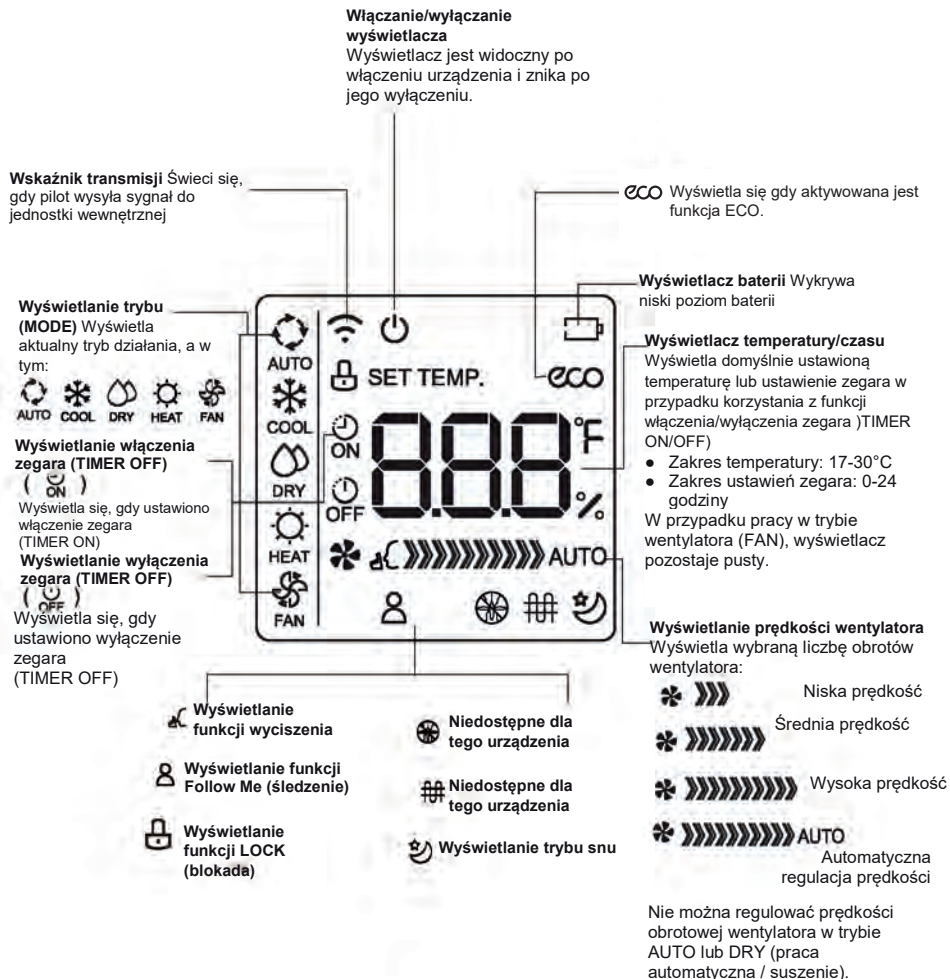 Włączanie/wyłączanie
wyświetlacza
Wyświetlacz jest widoczny po
włączeniu urządzenia i znika po
jego wyłączeniu.
Wskaźnik transmisji Świeci się,
gdy pilot wysyła sygnał do
jednostki wewnętrznej
eco Wyświetla się gdy aktywowana jest
funkcja ECO.
Wyświetlacz baterii Wykrywa
niski poziom baterii
Wyświetlanie trybu
(MODE) Wyświetla
aktualny tryb działania, a w
tym:
AUTO COOL DRY HEAT FAN
Wyświetlanie włączenia
zegara (TIMER OFF)
( ON )
Wyświetla się, gdy ustawiono
włączenie zegara
(TIMER ON)
Wyświetlanie wyłączenia
zegara (TIMER OFF)
( OFF )
Wyświetla się, gdy
ustawiono wyłączenie
zegara
(TIMER OFF)
AUTO
COOL
DRY
HEAT
FAN
SET TEMP.
eco
ON
OFF
8.8.8
°F
%
AUTO
Wyświetlacz temperatury/czasu
Wyświetla domyślnie ustawioną
temperaturę lub ustawienie zegara w
przypadku korzystania z funkcji
włączenia/wyłączenia zegara )TIMER
ON/OFF)
● Zakres temperatury: 17-30°C
● Zakres ustawień zegara: 0-24
godziny
W przypadku pracy w trybie
wentylatora (FAN), wyświetlacz
pozostaje pusty.
Wyświetlanie prędkości wentylatora
Wyświetla wybraną liczbę obrotów
wentylatora:
Niska prędkość
Średnia prędkość
Wysoka prędkość
AUTO
Automatyczna
regulacja prędkości
Nie można regulować prędkości
obrotowej wentylatora w trybie
AUTO lub DRY (praca
automatyczna / suszenie).
Wyświetlanie
funkcji wyciszenia
Wyświetlanie funkcji
Follow Me (śledzenie)
Wyświetlanie
funkcji LOCK
(blokada)
Niedostępne dla
tego urządzenia
Niedostępne dla
tego urządzenia
Wyświetlanie trybu snu